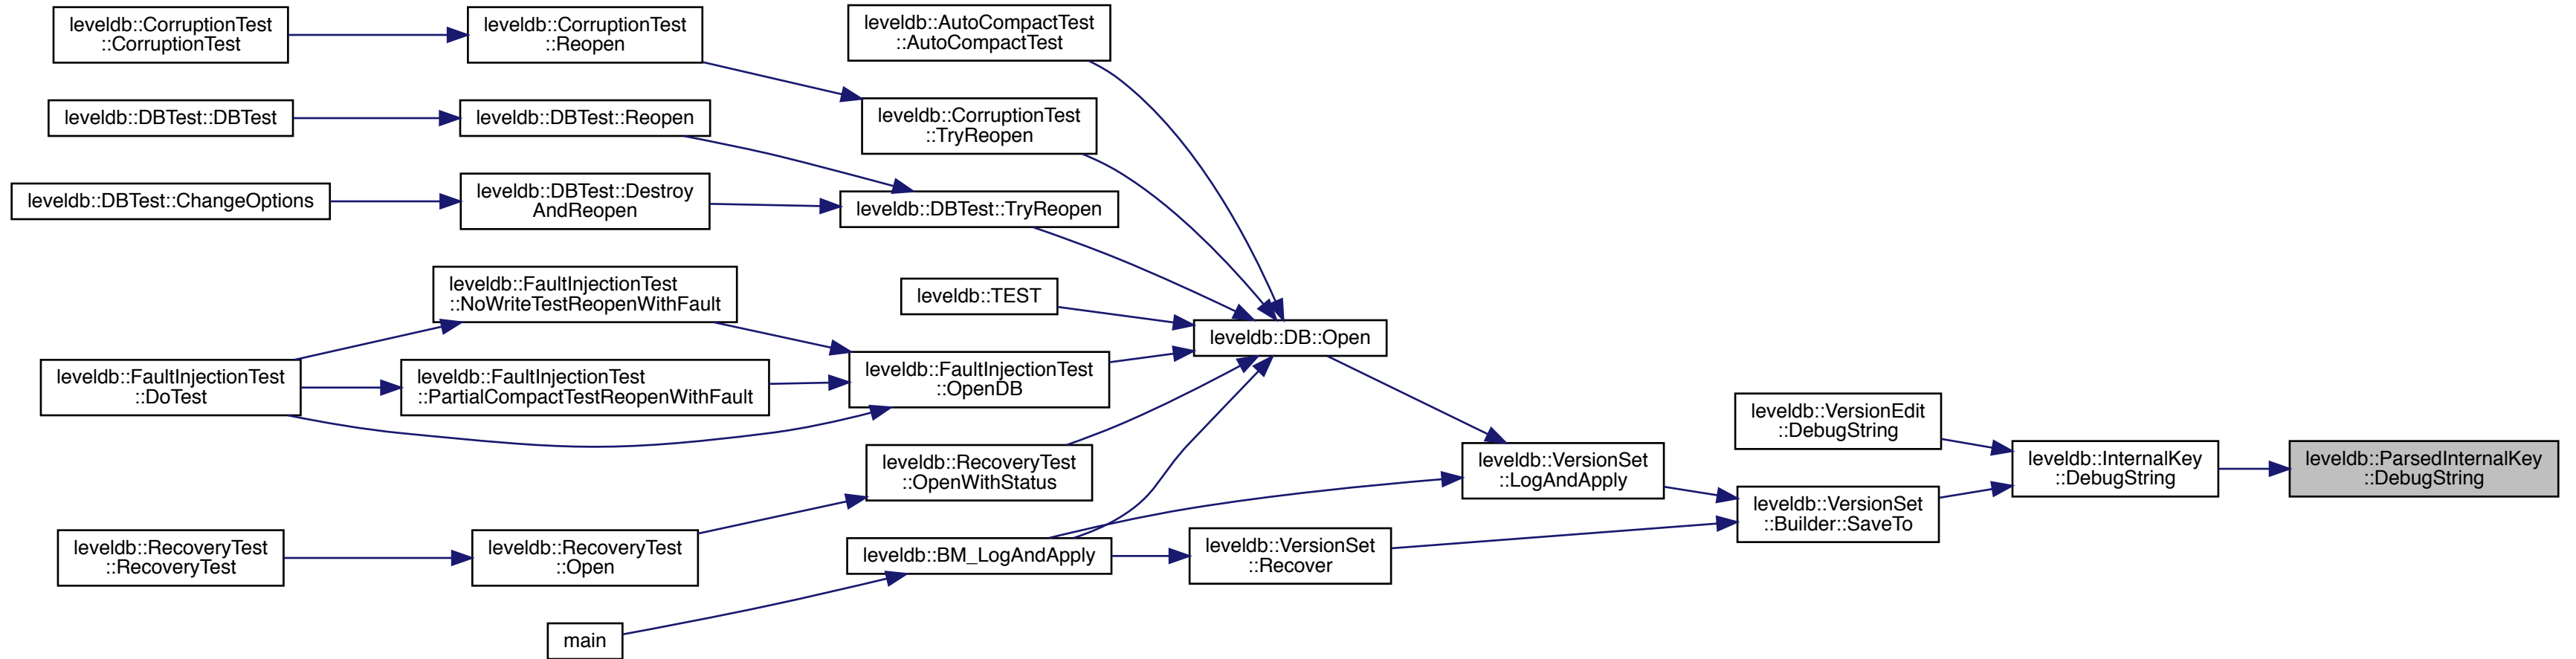 leveldb::CorruptionTest
::CorruptionTest
leveldb::CorruptionTest
::Reopen
leveldb::AutoCompactTest
::AutoCompactTest
leveldb::DBTest::DBTest
leveldb::DBTest::Reopen
leveldb::CorruptionTest
::TryReopen
leveldb::DBTest::ChangeOptions
leveldb::DBTest::Destroy
AndReopen
leveldb::DBTest::TryReopen
leveldb::FaultInjectionTest
::NoWriteTestReopenWithFault
leveldb::TEST
leveldb::DB::Open
leveldb::FaultInjectionTest
::DoTest
leveldb::FaultInjectionTest
::PartialCompactTestReopenWithFault
leveldb::FaultInjectionTest
::OpenDB
leveldb::RecoveryTest
::OpenWithStatus
leveldb::VersionSet
::LogAndApply
leveldb::VersionEdit
::DebugString
leveldb::InternalKey
::DebugString
leveldb::ParsedInternalKey
::DebugString
leveldb::VersionSet
::Builder::SaveTo
leveldb::RecoveryTest
::RecoveryTest
leveldb::RecoveryTest
::Open
leveldb::BM_LogAndApply
leveldb::VersionSet
::Recover
main